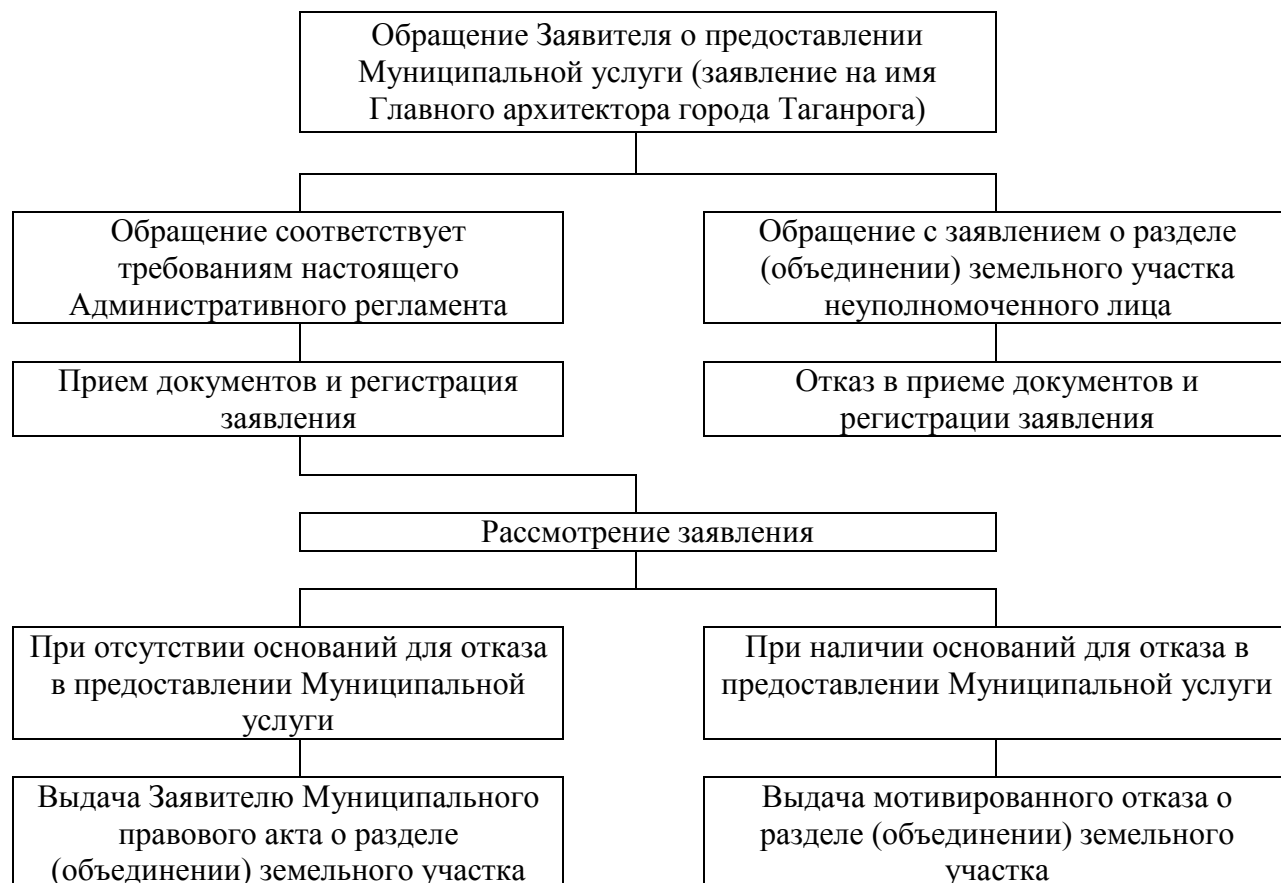 Обращение Заявителя о предоставлении
Муниципальной услуги (заявление на имя
Главного архитектора города Таганрога)
Обращение соответствует
требованиям настоящего
Административного регламента
Обращение с заявлением о разделе
(объединении) земельного участка
неуполномоченного лица
Прием документов и регистрация
заявления
Отказ в приеме документов и
регистрации заявления
Рассмотрение заявления
При отсутствии оснований для отказа
в предоставлении Муниципальной
услуги
При наличии оснований для отказа в
предоставлении Муниципальной услуги
Выдача Заявителю Муниципального
правового акта о разделе
(объединении) земельного участка
Выдача мотивированного отказа о
разделе (объединении) земельного
участка